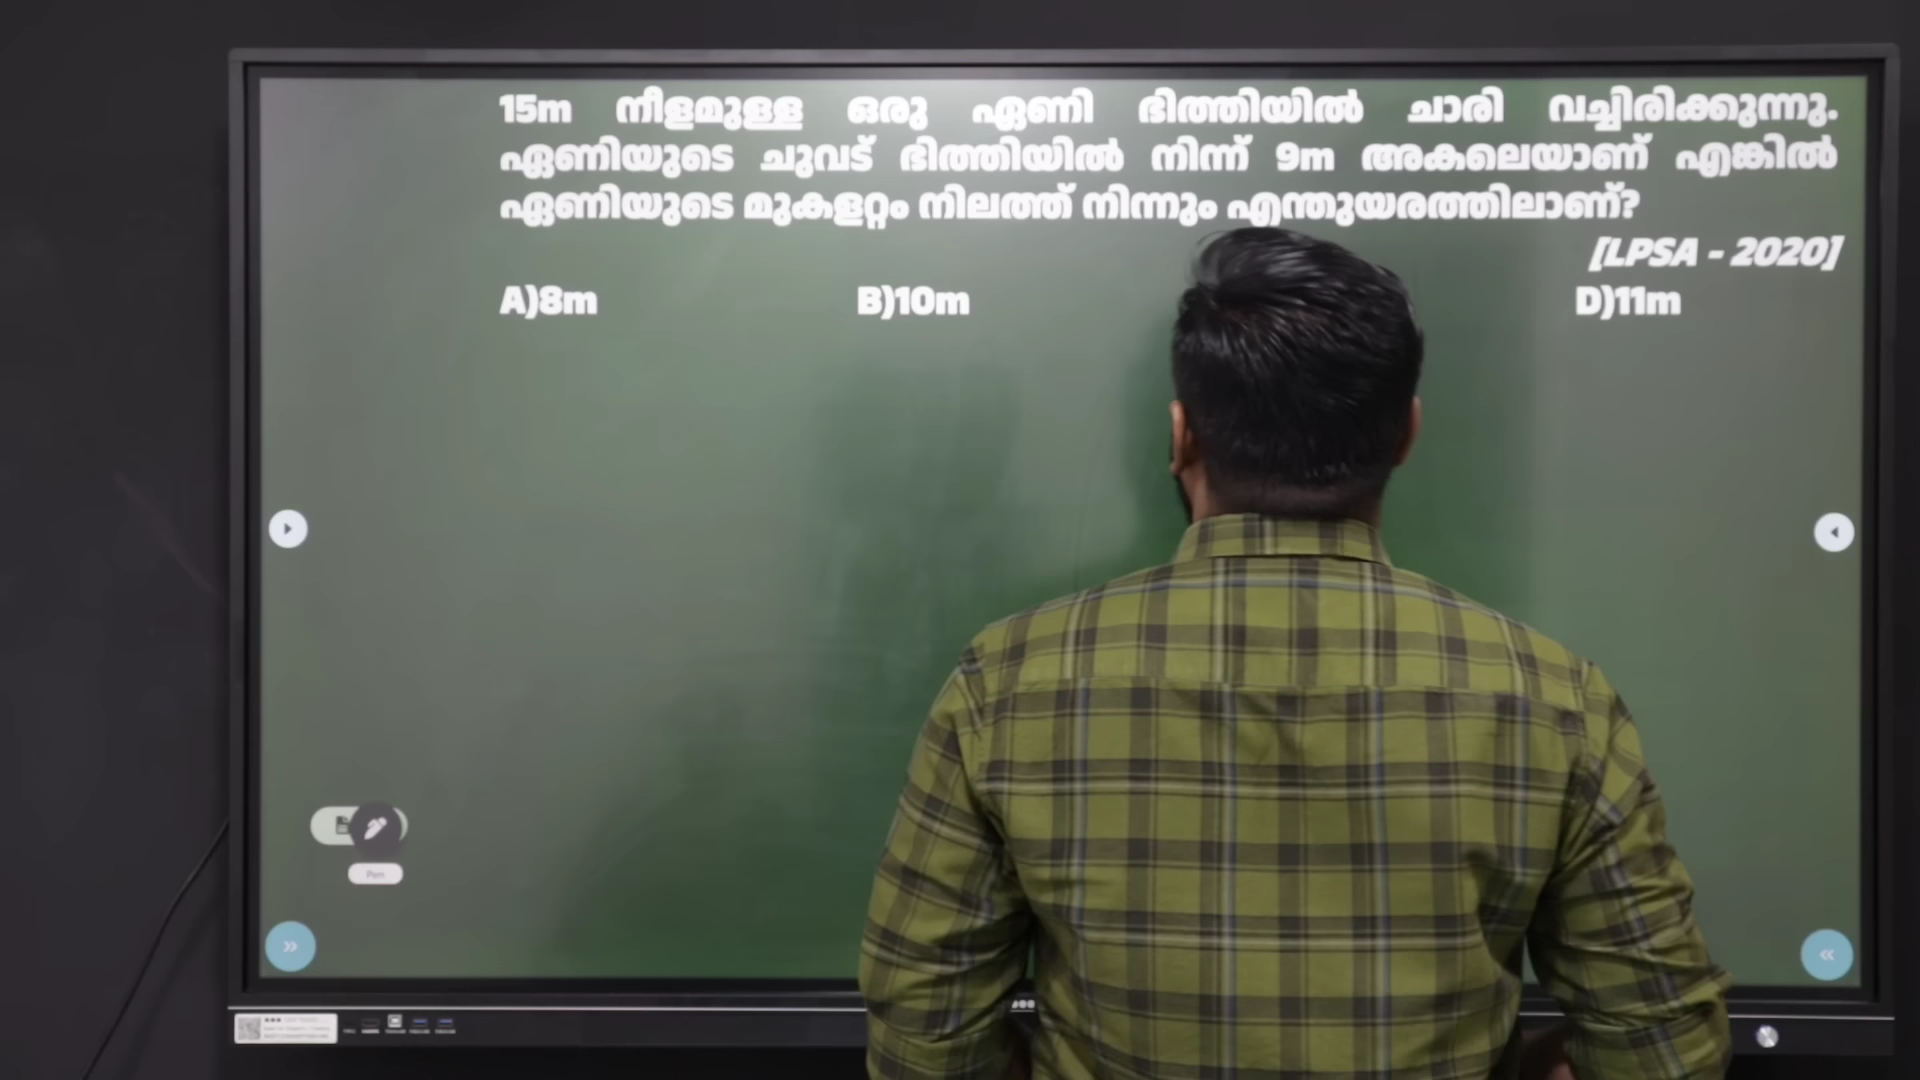 15m നീളമുള്ള ഒരു ഏണി ഭിത്തിയിൽ ചാരി വച്ചിരിക്കുന്നു.
ഏണിയുടെ ചുവട് ഭിത്തിയിൽ നിന്ന് 9m അകലെയാണ് എങ്കിൽ
ഏണിയുടെ മുകളറ്റം നിലത്ത് നിന്നും എന്തുയരത്തിലാണ്?
[LPSA - 2020]
A)8m B)10m D)11m
Pen